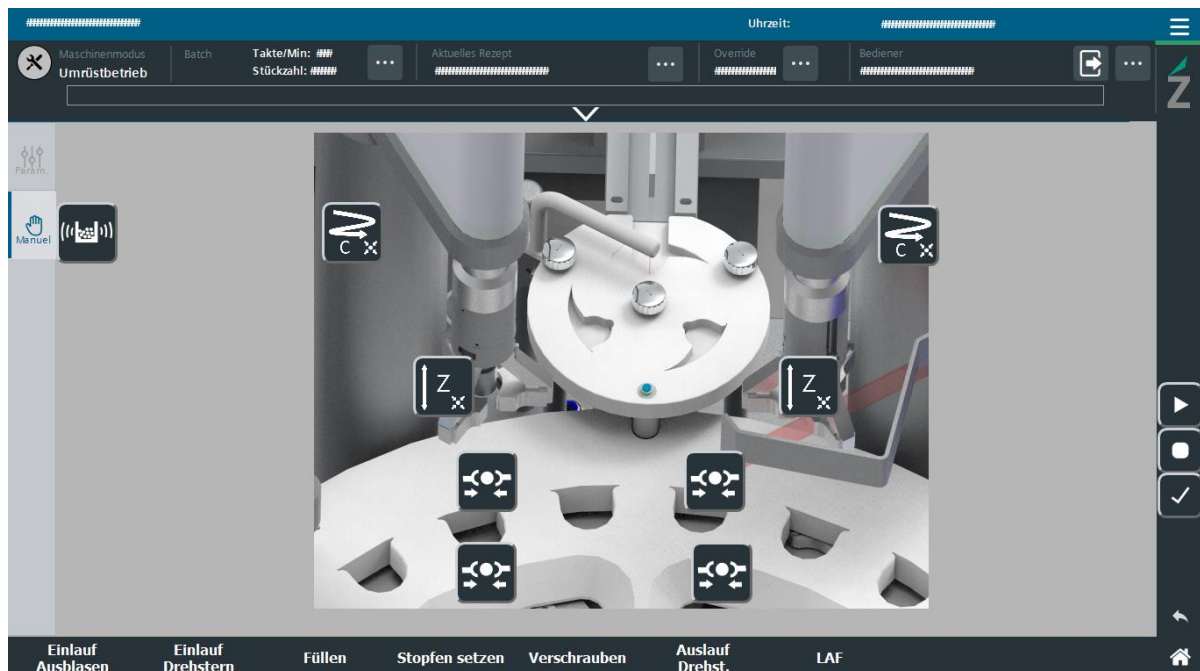 ##############################
Uhrzeit:
##############################
Maschinenmodus
Umrüstbetrieb
Batch
Takte/Min: ####
Stückzahl: ######
Aktuelles Rezept
##############################
Override
################
Bediener
##############################
Z
Param.
Manuel
C
C
Z
Z
Einlauf
Ausblasen
Einlauf
Drehstern
Füllen
Stopfen setzen
Verschrauben
Auslauf
Drehst.
LAF